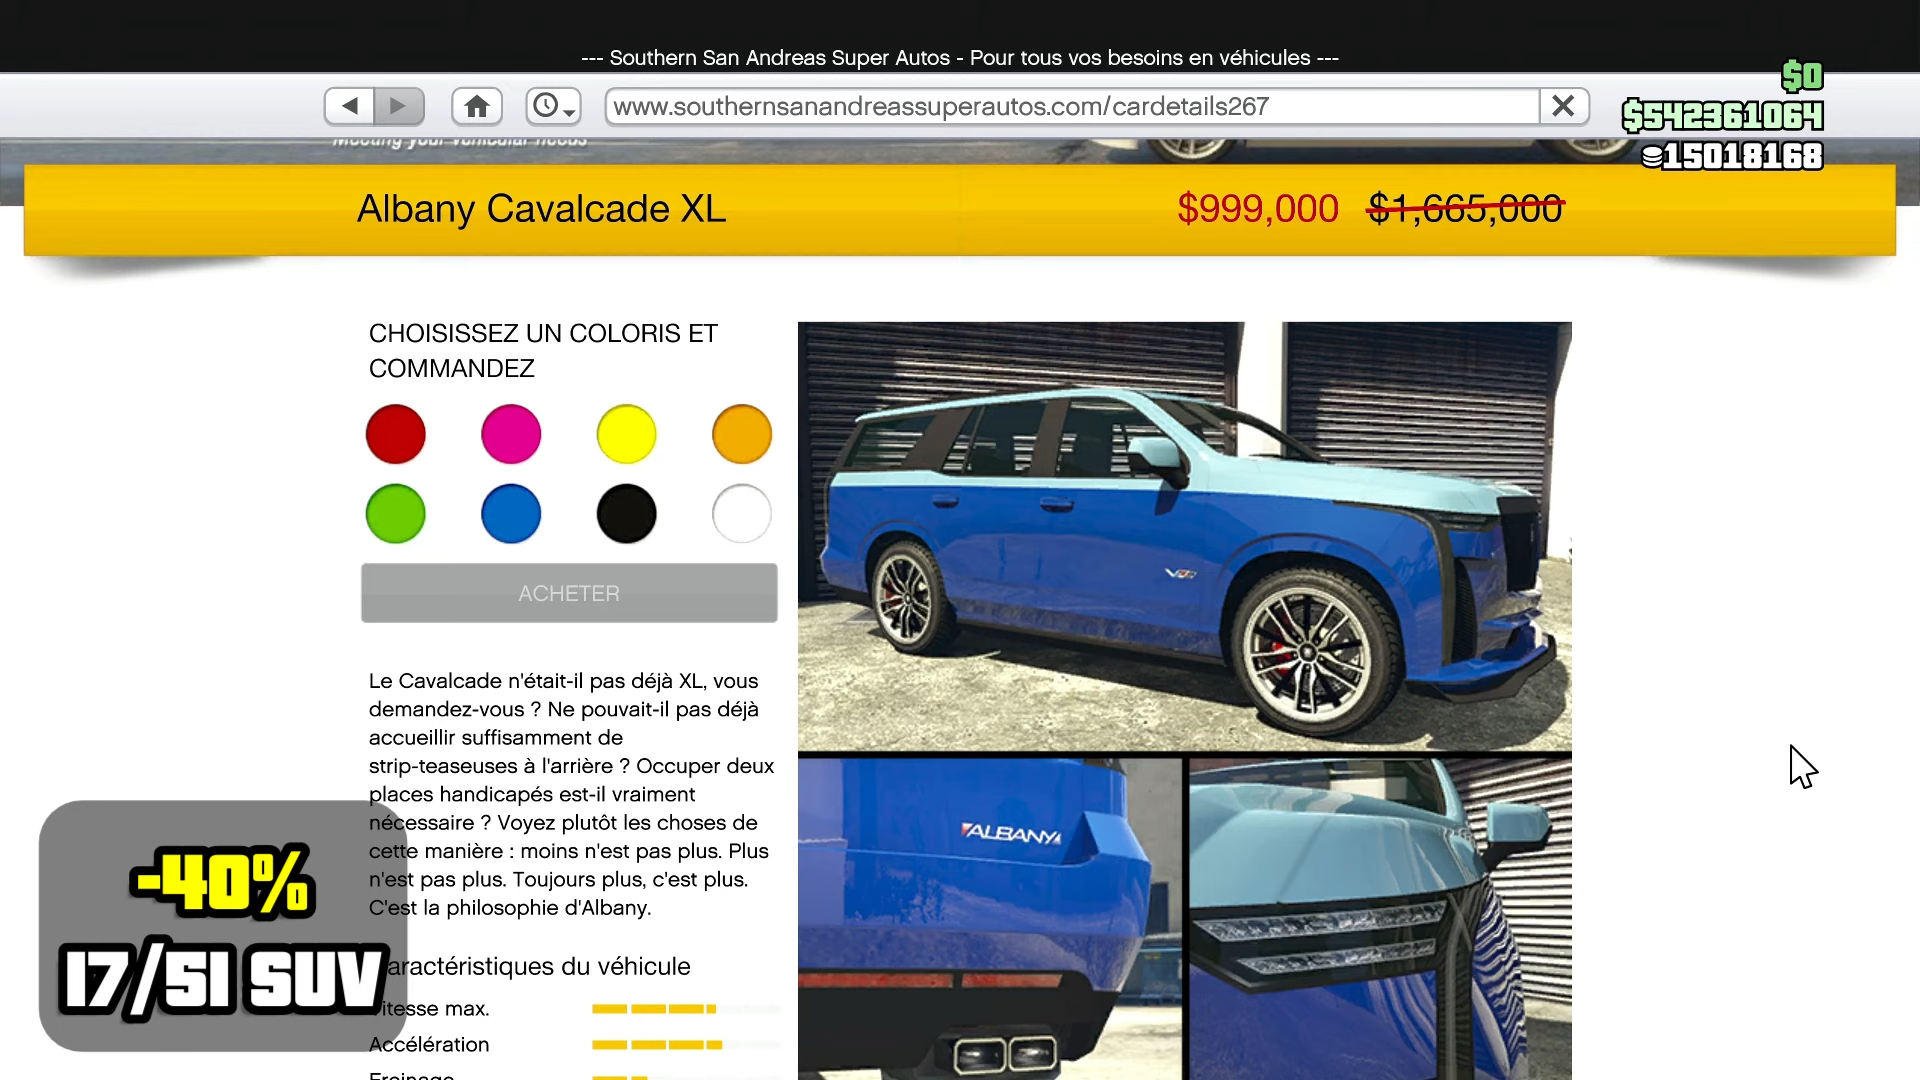 --- Southern San Andreas Super Autos - Pour tous vos besoins en véhicules ---
www.southernsanandreassuperautos.com/cardetails267
$0
$542361064
15018168
Meeting your vehicular needs
Albany Cavalcade XL
$999,000 $1,665,000
CHOISISSEZ UN COLORIS ET
COMMANDEZ
ACHETER
Le Cavalcade n'était-il pas déjà XL, vous
demandez-vous ? Ne pouvait-il pas déjà
accueillir suffisamment de
strip-teaseuses à l'arrière ? Occuper deux
places handicapés est-il vraiment
nécessaire ? Voyez plutôt les choses de
cette manière : moins n'est pas plus. Plus
n'est pas plus. Toujours plus, c'est plus.
C'est la philosophie d'Albany.
aractéristiques du véhicule
itesse max.
Accélération
Freinage
-40%
17/51 SUV
ALBANY